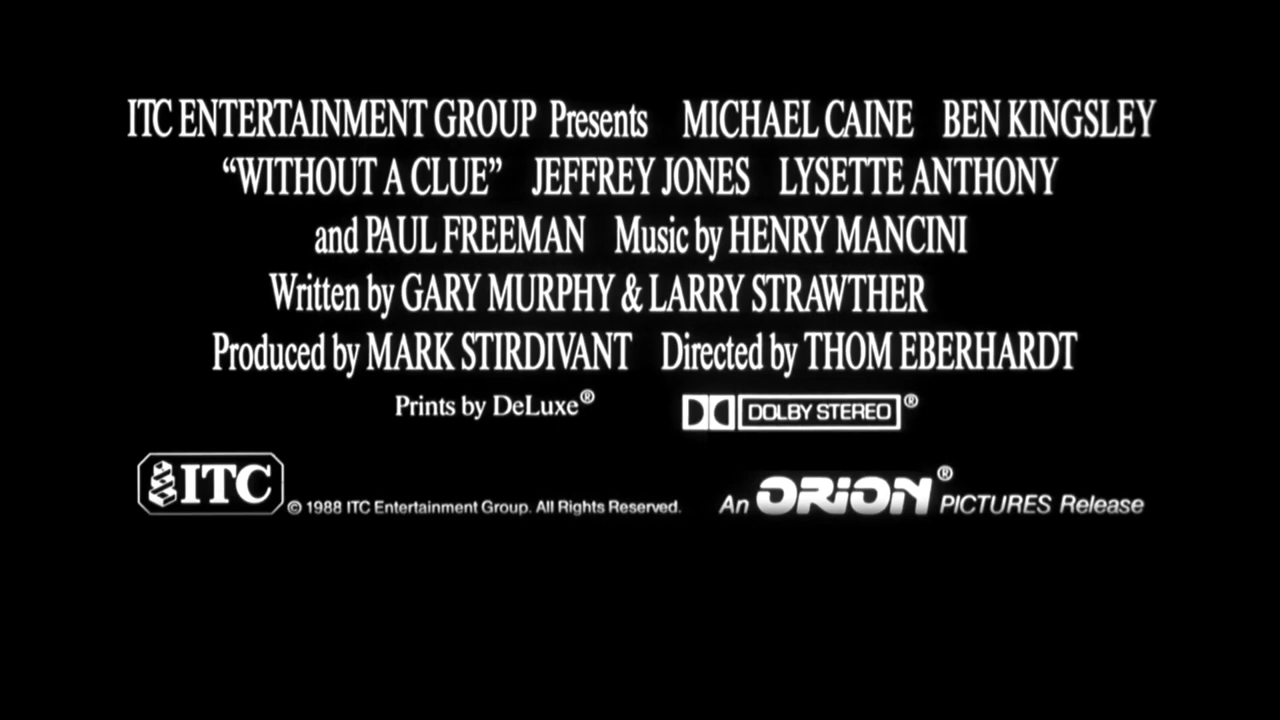 ITC ENTERTAINMENT GROUP Presents MICHAEL CAINE BEN KINGSLEY
“WITHOUT A CLUE” JEFFREY JONES LYSETTE ANTHONY
and PAUL FREEMAN Music by HENRY MANCINI
Written by GARY MURPHY & LARRY STRAWTHER
Produced by MARK STIRDIVANT Directed by THOM EBERHARDT
Prints by DeLuxe® DOLBY STEREO®
ITC © 1988 ITC Entertainment Group. All Rights Reserved. An ORION® PICTURES Release